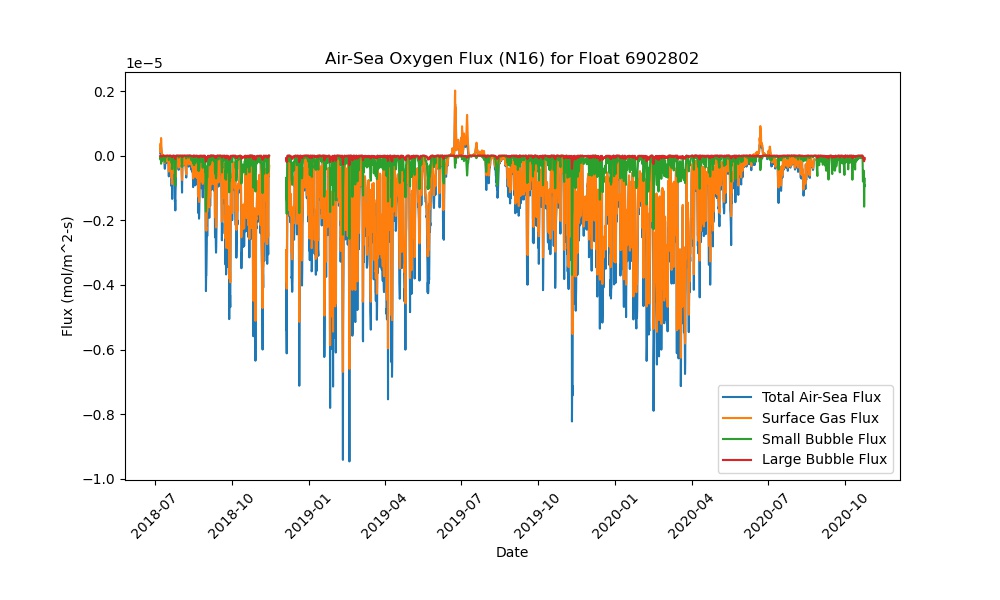 Air-Sea Oxygen Flux (N16) for Float 6902802
1e−5
0.2
0.0
−0.2
−0.4
−0.6
−0.8
−1.0
Flux (mol/m^2-s)
Total Air-Sea Flux
Surface Gas Flux
Small Bubble Flux
Large Bubble Flux
2018-07
2018-10
2019-01
2019-04
2019-07
2019-10
2020-01
2020-04
2020-07
2020-10
Date